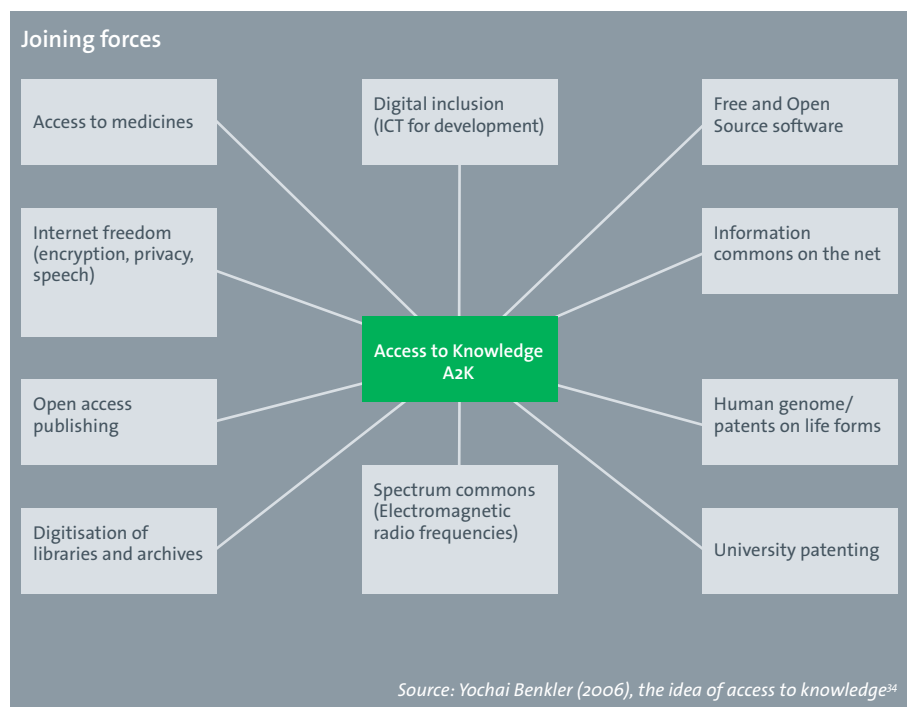 Joining forces
Access to medicines
Digital inclusion
(ICT for development)
Free and Open
Source software
Internet freedom
(encryption, privacy,
speech)
Information
commons on the net
Access to Knowledge
A2K
Open access
publishing
Human genome/
patents on life forms
Spectrum commons
(Electromagnetic
radio frequencies)
Digitisation of
libraries and archives
University patenting
Source: Yochai Benkler (2006), the idea of access to knowledge34